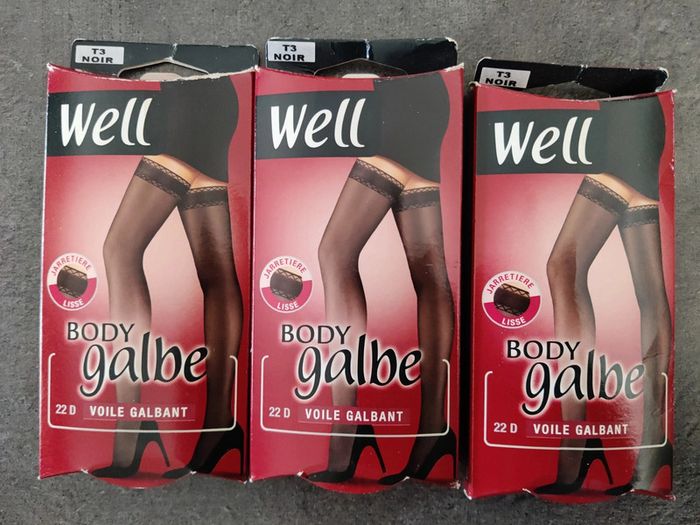 T3
NOIR
Well
JARRETIERE
LISSE
BODY
galbe
22 D VOILE GALBANT
T3
NOIR
Well
JARRETIERE
LISSE
BODY
galbe
22 D VOILE GALBANT
T3
NOIR
Well
JARRETIERE
LISSE
BODY
galbe
22 D VOILE GALBANT